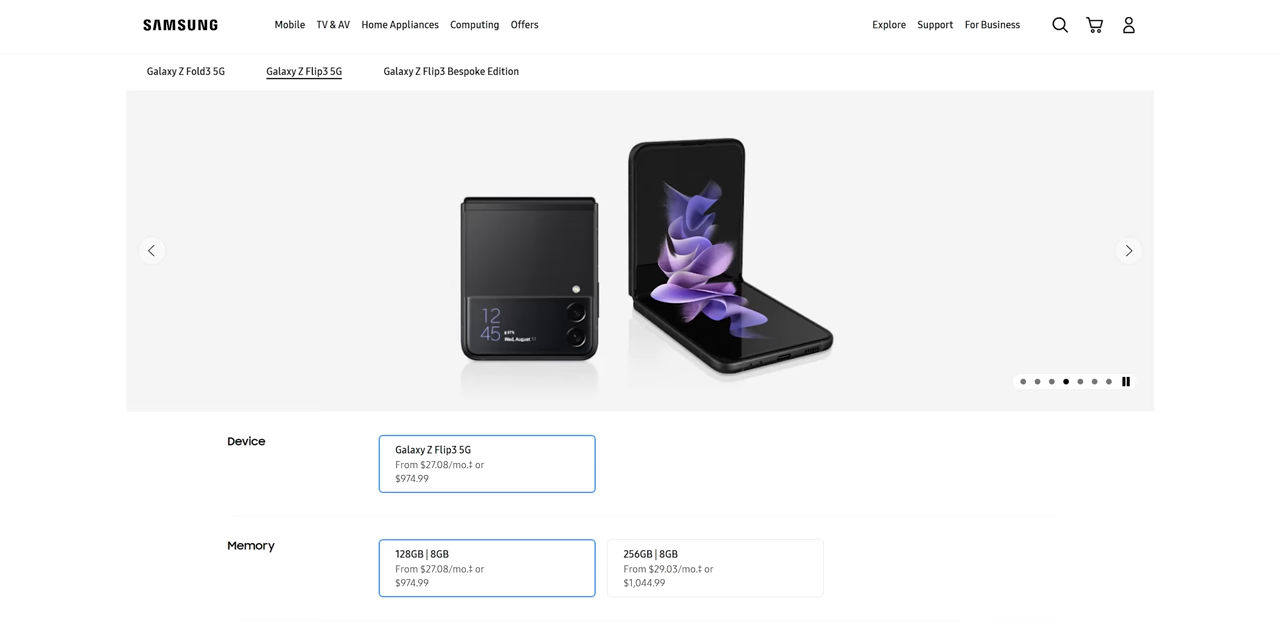 SAMSUNG
Mobile TV & AV Home Appliances Computing Offers
Explore Support For Business
Galaxy Z Fold3 5G Galaxy Z Flip3 5G Galaxy Z Flip3 Bespoke Edition
12
45
Wed, August
Device
Galaxy Z Flip3 5G
From $27.08/mo.‡ or
$974.99
Memory
128GB | 8GB
From $27.08/mo.‡ or
$974.99
256GB | 8GB
From $29.03/mo.‡ or
$1,044.99